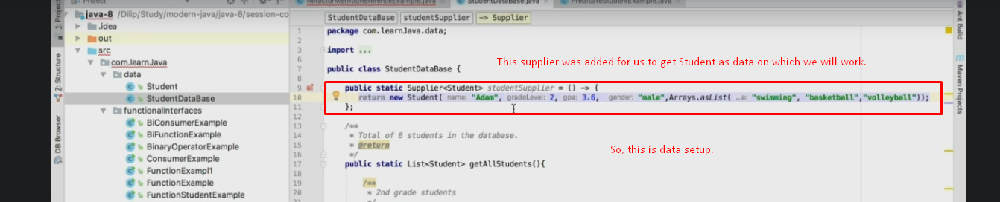 Project
RefactorMethodReferenceExample.java
StudentDataBase.java
PredicateStudentExample.java
java-8 /Dilip/Study/modern-java/java-8/session-co
StudentDataBase
studentSupplier
-> Supplier
.idea
out
src
com.learnJava
data
Student
StudentDataBase
functionalInterfaces
BiConsumerExample
BiFunctionExample
BinaryOperatorExample
ConsumerExample
FunctionExampl1
FunctionExample
FunctionStudentExample
1: Project
Z: Structure
DB Browser
Ant Build
Maven Projects
1 package com.learnJava.data;
2
3 import ...
6
7 public class StudentDataBase {
8
9 public static Supplier<Student> studentSupplier = () -> {
10 return new Student( name: "Adam", gradeLevel: 2, gpa: 3.6, gender: "male",Arrays.asList( ...a: "swimming", "basketball","volleyball"));
11 };
12
13 /**
14 * Total of 6 students in the database.
15 * @return
16 */
17 public static List<Student> getAllStudents(){
18
19 /**
20 * 2nd grade students
*/
This supplier was added for us to get Student as data on which we will work.
So, this is data setup.